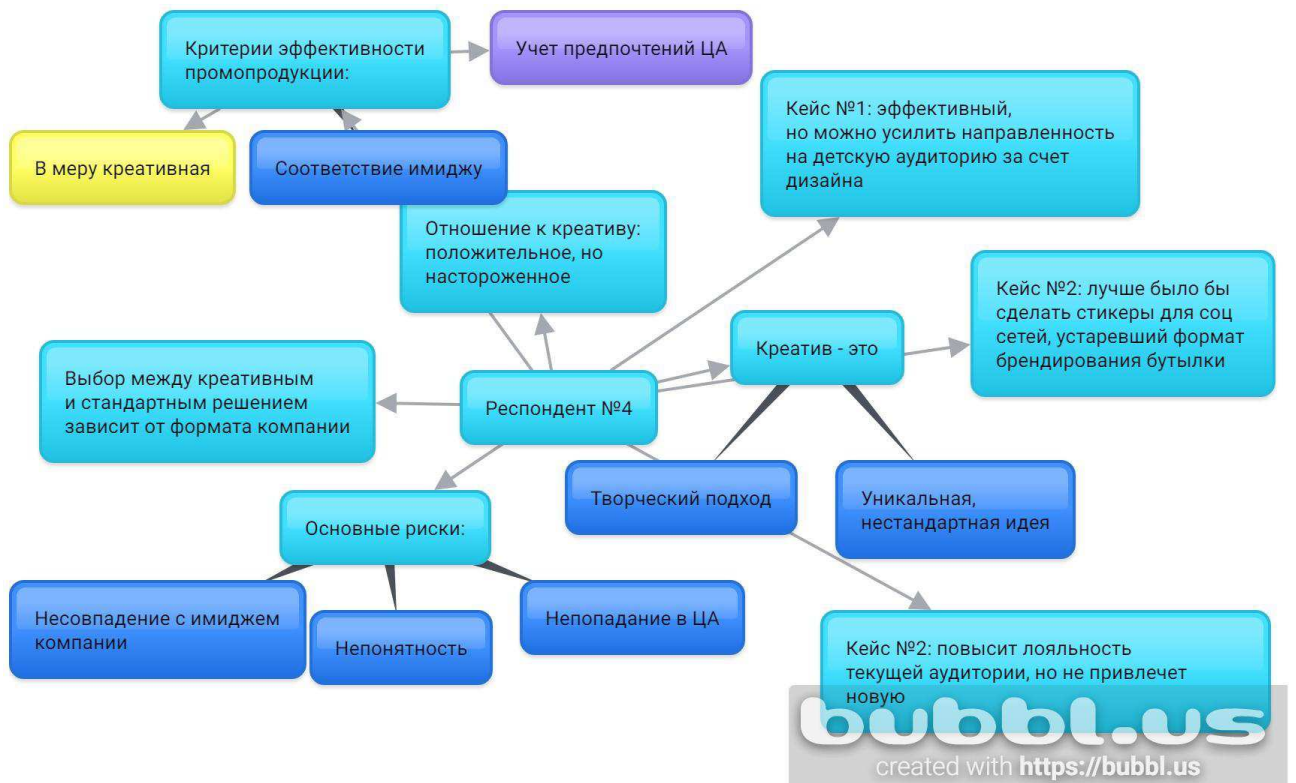 Критерии эффективности
промопродукции:
Учет предпочтений ЦА
В меру креативная
Соответствие имиджу
Кейс №1: эффективный,
но можно усилить направленность
на детскую аудиторию за счет
дизайна
Отношение к креативу:
положительное, но
настороженное
Кейс №2: лучше было бы
сделать стикеры для соц
сетей, устаревший формат
брендирования бутылки
Креатив - это
Выбор между креативным
и стандартным решением
зависит от формата компании
Респондент №4
Творческий подход
Уникальная,
нестандартная идея
Основные риски:
Несовпадение с имиджем
компании
Непонятность
Непопадание в ЦА
Кейс №2: повысит лояльность
текущей аудитории, но не привлечет
новую
bubbl.us
created with https://bubbl.us